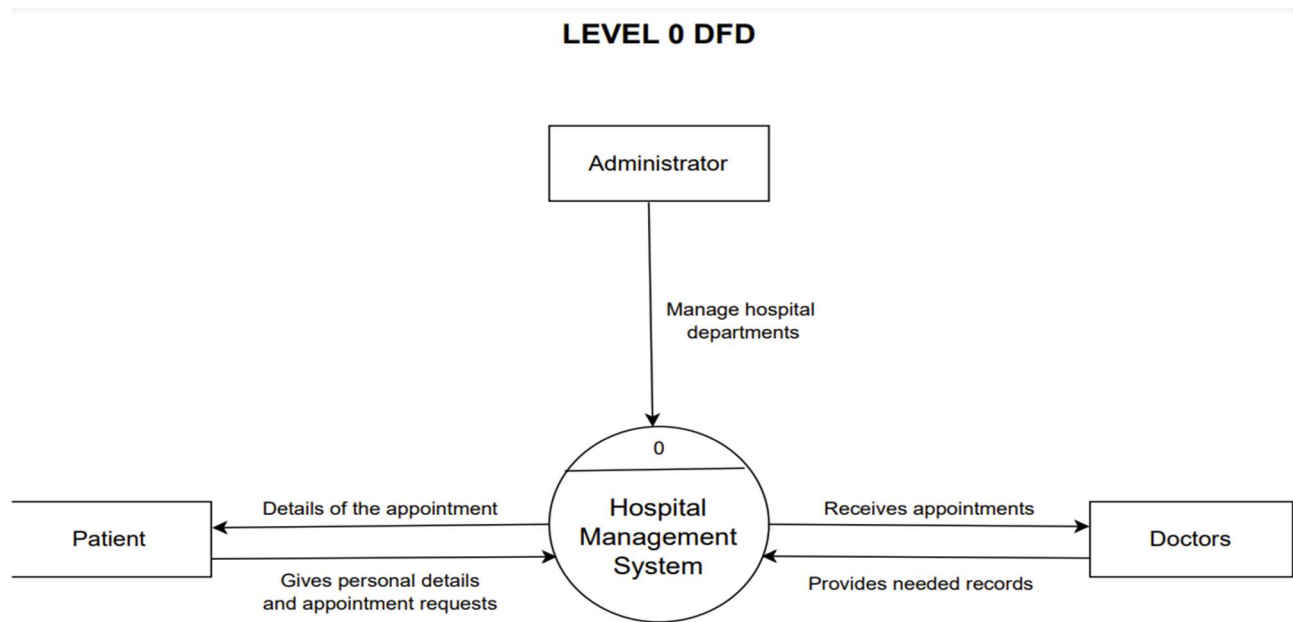 LEVEL 0 DFD
Administrator
Manage hospital
departments
0
Hospital
Management
System
Details of the appointment
Patient
Gives personal details
and appointment requests
Receives appointments
Doctors
Provides needed records